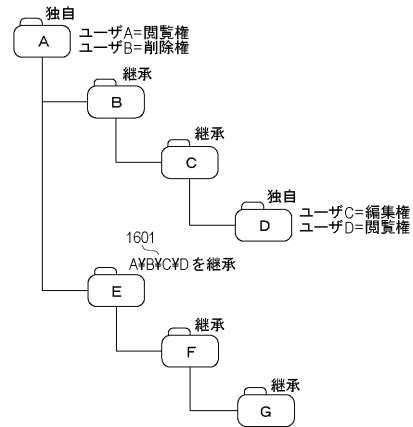 独自
A
ユーザA=閲覧権
ユーザB=削除権
継承
B
継承
C
独自
D
ユーザC=編集権
ユーザD=閲覧権
1601
A¥B¥C¥Dを継承
E
継承
F
継承
G